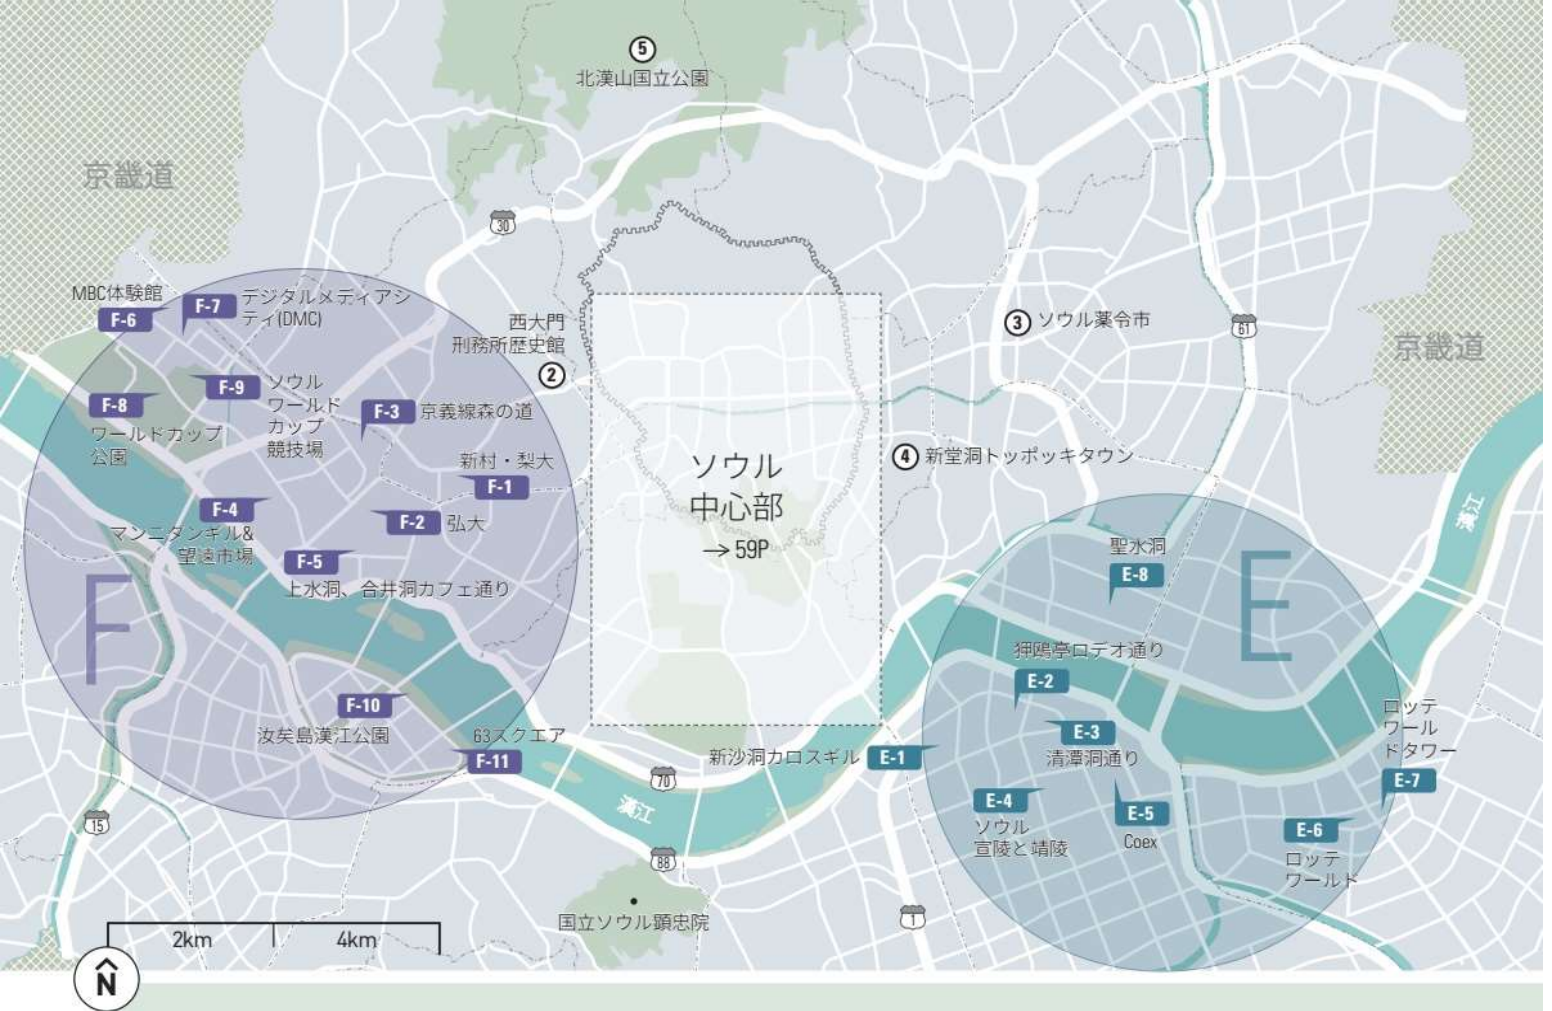 5
北漢山国立公園
京畿道
30
MBC体験館
F-6
F-7
デジタルメディアシ
ティ(DMC)
西大門
刑務所歴史館
2
3
ソウル薬令市
61
京畿道
F-8
ワールドカップ
公園
F-9
ソウル
ワールド
カップ
競技場
F-3
京義線森の道
新村・梨大
F-1
F-2
弘大
F-4
マンニダンギル&
望遠市場
F-5
上水洞、合井洞カフェ通り
F
ソウル
中心部
→59P
4
新堂洞トッポッキタウン
漢江
聖水洞
E-8
E
狎鴎亭ロデオ通り
E-2
E-3
清潭洞通り
新沙洞カロスギル
E-1
E-4
ソウル
宣陵と靖陵
E-5
Coex
E-6
ロッテ
ワールド
ロッテ
ワール
ドタワー
E-7
F-10
汝矣島漢江公園
63スクエア
F-11
70
漢江
88
15
1
国立ソウル顕忠院
2km
4km
N